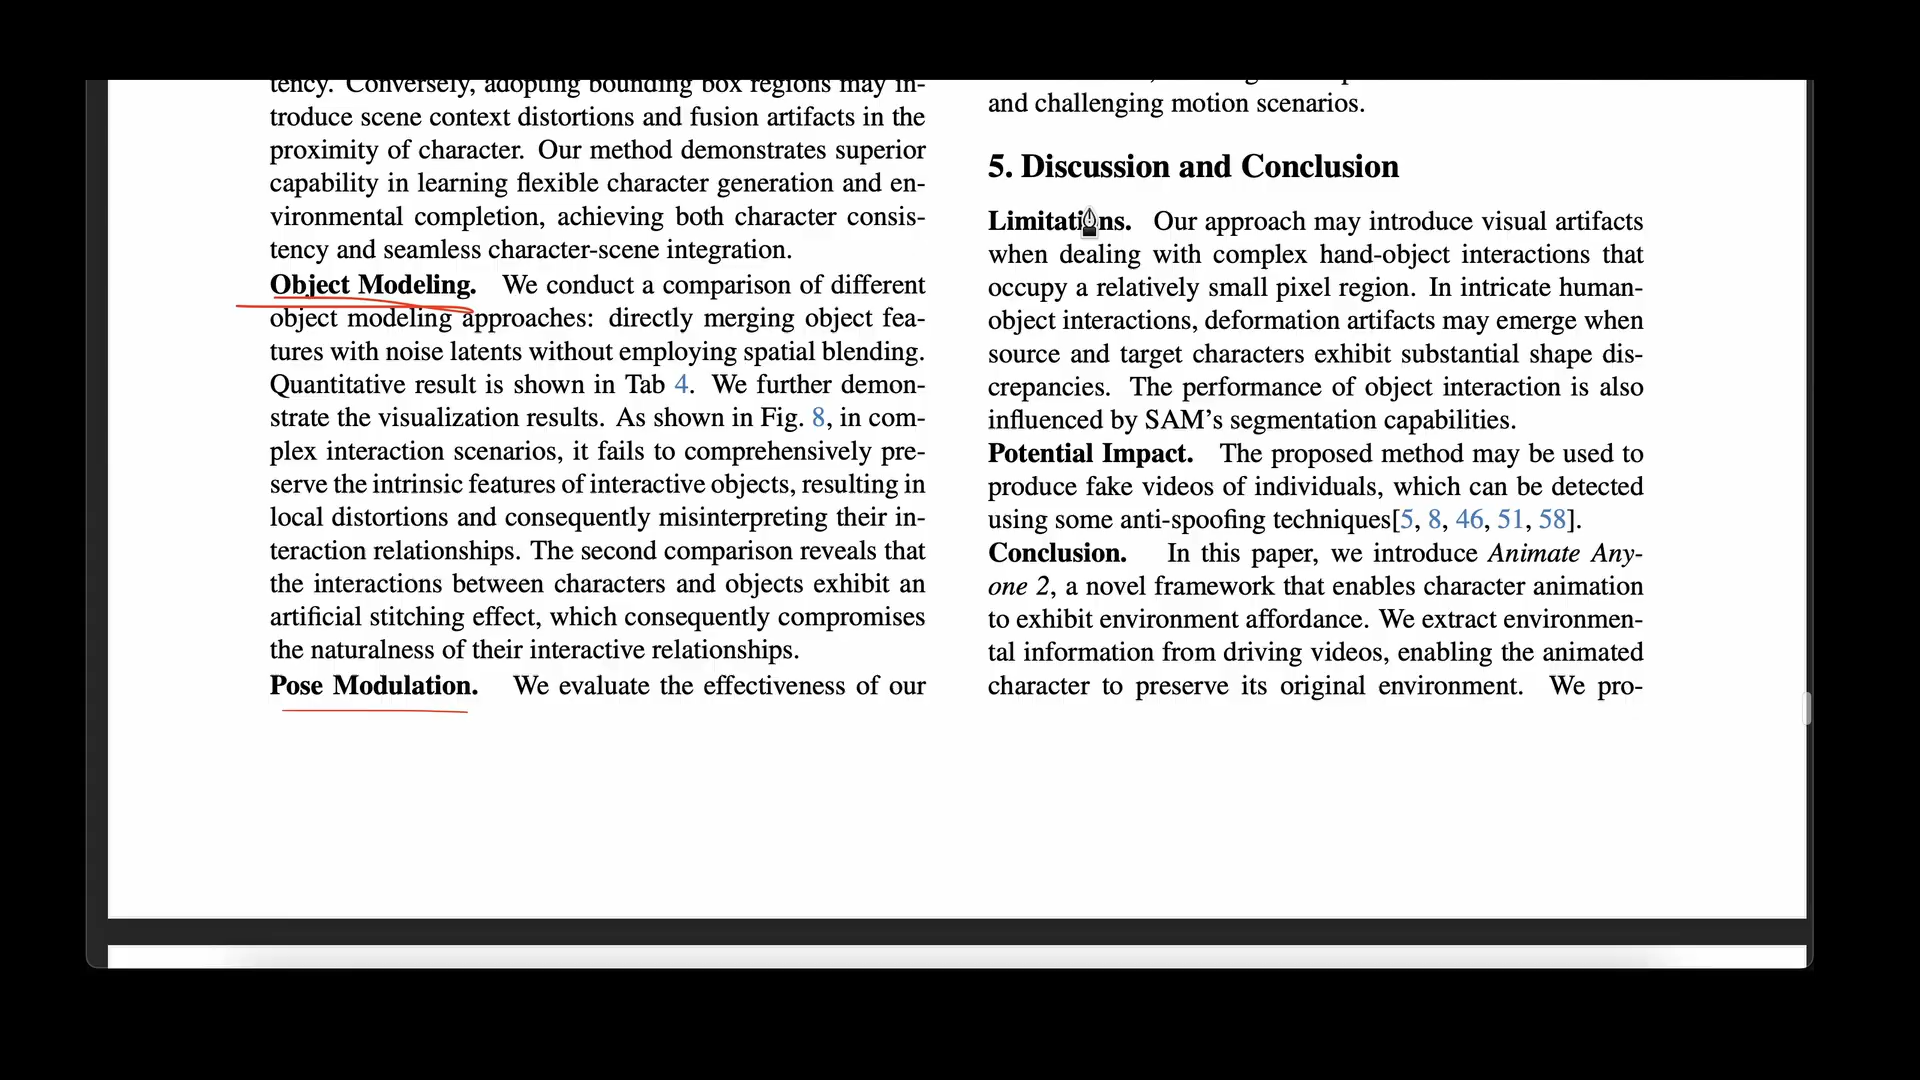 tency. Conversely, adopting bounding box regions may in-
troduce scene context distortions and fusion artifacts in the
proximity of character. Our method demonstrates superior
capability in learning flexible character generation and en-
vironmental completion, achieving both character consis-
tency and seamless character-scene integration.
Object Modeling. We conduct a comparison of different
object modeling approaches: directly merging object fea-
tures with noise latents without employing spatial blending.
Quantitative result is shown in Tab 4. We further demon-
strate the visualization results. As shown in Fig. 8, in com-
plex interaction scenarios, it fails to comprehensively pre-
serve the intrinsic features of interactive objects, resulting in
local distortions and consequently misinterpreting their in-
teraction relationships. The second comparison reveals that
the interactions between characters and objects exhibit an
artificial stitching effect, which consequently compromises
the naturalness of their interactive relationships.
Pose Modulation. We evaluate the effectiveness of our
and challenging motion scenarios.
5. Discussion and Conclusion
Limitations. Our approach may introduce visual artifacts
when dealing with complex hand-object interactions that
occupy a relatively small pixel region. In intricate human-
object interactions, deformation artifacts may emerge when
source and target characters exhibit substantial shape dis-
crepancies. The performance of object interaction is also
influenced by SAM's segmentation capabilities.
Potential Impact. The proposed method may be used to
produce fake videos of individuals, which can be detected
using some anti-spoofing techniques[5, 8, 46, 51, 58].
Conclusion. In this paper, we introduce Animate Any-
one 2, a novel framework that enables character animation
to exhibit environment affordance. We extract environmen-
tal information from driving videos, enabling the animated
character to preserve its original environment. We pro-